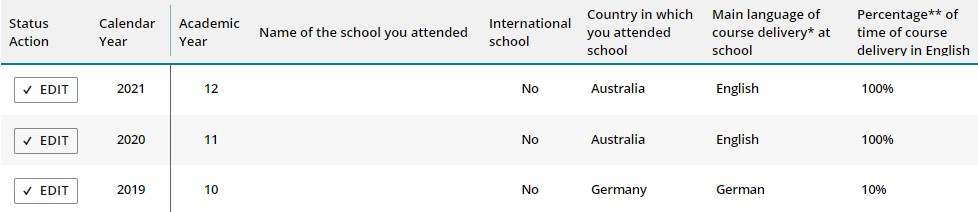 Status Action Calendar Year Academic Year Name of the school you attended International school Country in which you attended school Main language of course delivery* at school Percentage** of time of course delivery in English
✓ EDIT 2021 12 No Australia English 100%
✓ EDIT 2020 11 No Australia English 100%
✓ EDIT 2019 10 No Germany German 10%